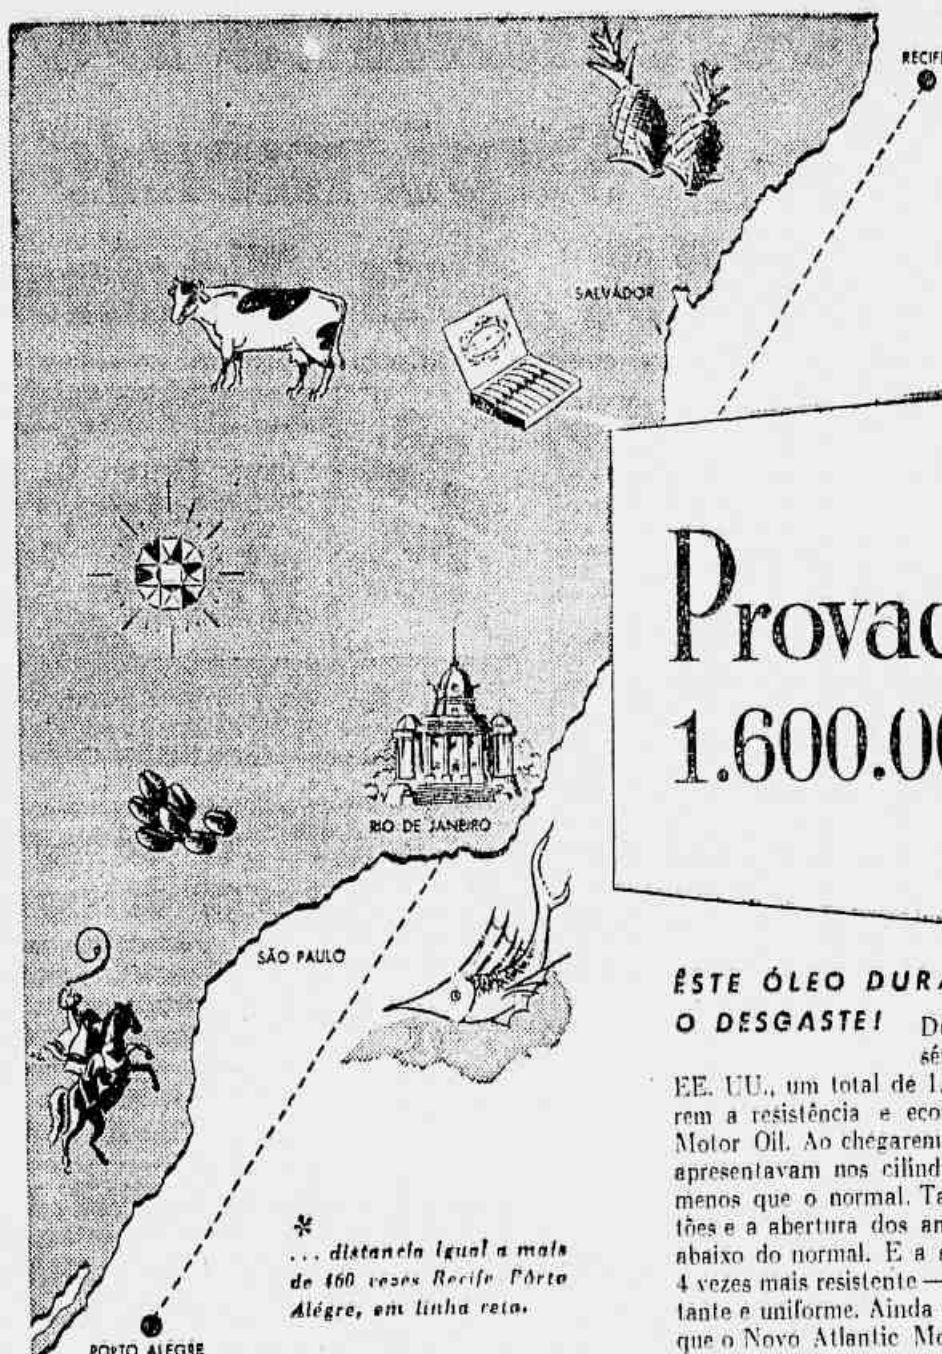 RECIFE
SALVADOR
Provad
1.600.00
RIO DE JANEIRO
SÃO PAULO
ÊSTE ÓLEO DURA
O DESGASTE!
EE. UU., um total de 1.
rem a resistência e eco
Motor Oil. Ao chegarem
apresentavam nos cilind
menos que o normal. Ta
tões e a abertura dos an
abaixo do normal. E a
4 vezes mais resistente —
tante e uniforme. Ainda
que o Novo Atlantic Mo
*
... distancia igual a mais
de 460 vezes Recife Pôrto
Alégre, em linha reta.
PORTO ALEGRE